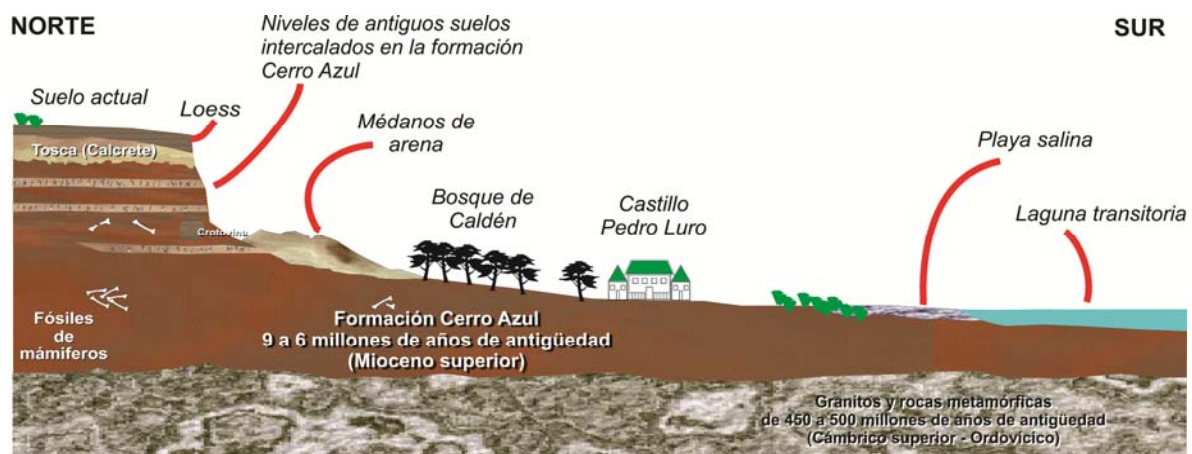 NORTE
SUR
Niveles de antiguos suelos
intercalados en la formación
Cerro Azul
Suelo actual
Loess
Tosca (Calcrete)
Médanos de
arena
Playa salina
Bosque de
Caldén
Castillo
Pedro Luro
Laguna transitoria
Crotovina
Fósiles
de
mámiferos
Formación Cerro Azul
9 a 6 millones de años de antigüedad
(Mioceno superior)
Granitos y rocas metamórficas
de 450 a 500 millones de años de antigüedad
(Cámbrico superior - Ordovícico)